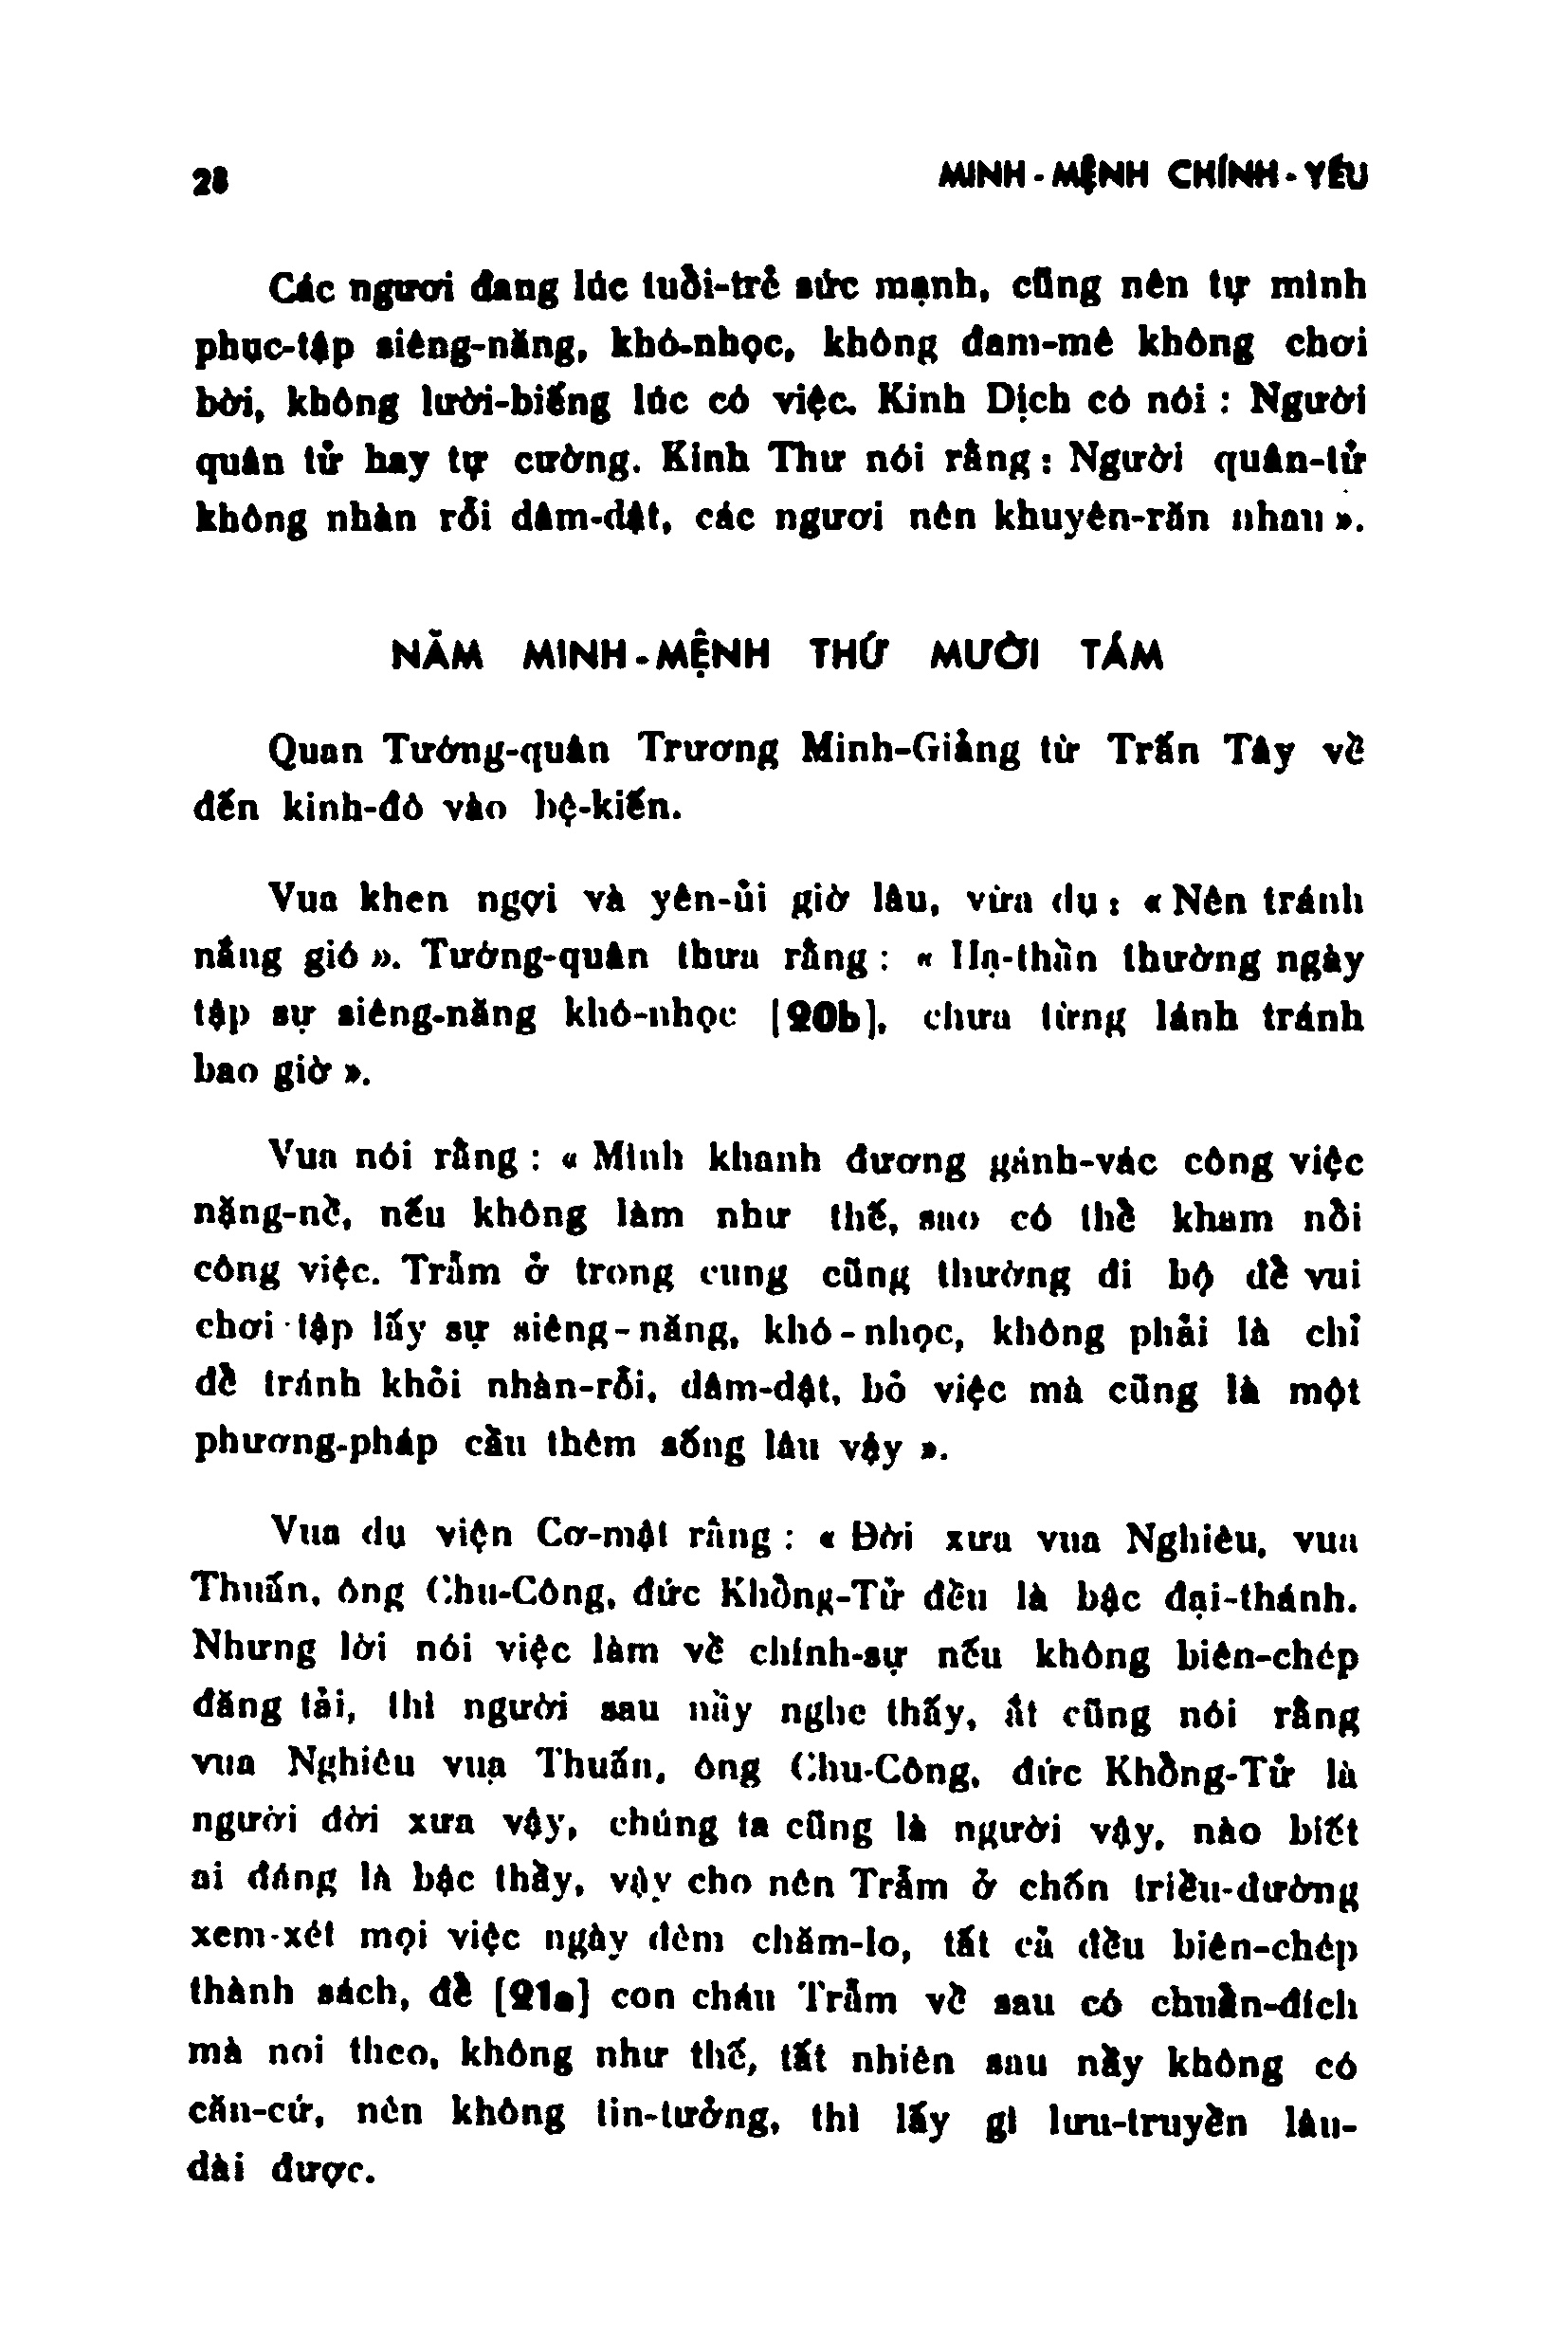 28
MINH-MỆNH CHÍNH-YẾU
Các ngươi đang lúc tuổi-trẻ sức mạnh, cũng nên tự mình
phục-tập siêng-năng, khó-nhọc, không đam-mê không chơi
bời, không lười-biếng lúc có việc. Kinh Dịch có nói : Người
quân tử hay tự cường. Kinh Thư nói rằng : Người quân-tử
không nhàn rỗi dâm-dật, các ngươi nên khuyên-răn nhau ».
NĂM MINH-MỆNH THỨ MƯỜI TÁM
Quan Tướng-quân Trương Minh-Giảng từ Trấn Tây về
đến kinh-đô vào bệ-kiến.
Vua khen ngợi và yên-ủi giờ lâu, vừa dụ : « Nên tránh
nắng gió ». Tướng-quân thưa rằng : « Hạ-thần thường ngày
tập sự siêng-năng khó-nhọc [20b], chưa từng lánh tránh
bao giờ ».
Vua nói rằng : « Mình khanh đương gánh-vác công việc
nặng-nề, nếu không làm như thế, sao có thể kham nổi
công việc. Trẫm ở trong cung cũng thường đi bộ để vui
chơi tập lấy sự siêng-năng, khó-nhọc, không phải là chỉ
để tránh khỏi nhàn-rỗi, dâm-dật, bỏ việc mà cũng là một
phương-pháp cầu thêm sống lâu vậy ».
Vua dụ viện Cơ-mật rằng : « Đời xưa vua Nghiêu, vua
Thuấn, ông Chu-Công, đức Khổng-Tử đều là bậc đại-thánh.
Nhưng lời nói việc làm về chính-sự nếu không biên-chép
đăng tải, thì người sau nầy nghe thấy, ắt cũng nói rằng
vua Nghiêu vua Thuấn, ông Chu-Công, đức Khổng-Tử là
người đời xưa vậy, chúng ta cũng là người vậy, nào biết
ai đáng là bậc thầy, vậy cho nên Trẫm ở chốn triều-đường
xem-xét mọi việc ngày đêm chăm-lo, tất cả đều biên-chép
thành sách, để [21a] con cháu Trẫm về sau có chuẩn-đích
mà noi theo, không như thế, tất nhiên sau nầy không có
căn-cứ, nên không tin-tưởng, thì lấy gì lưu-truyền lâu-
dài được.